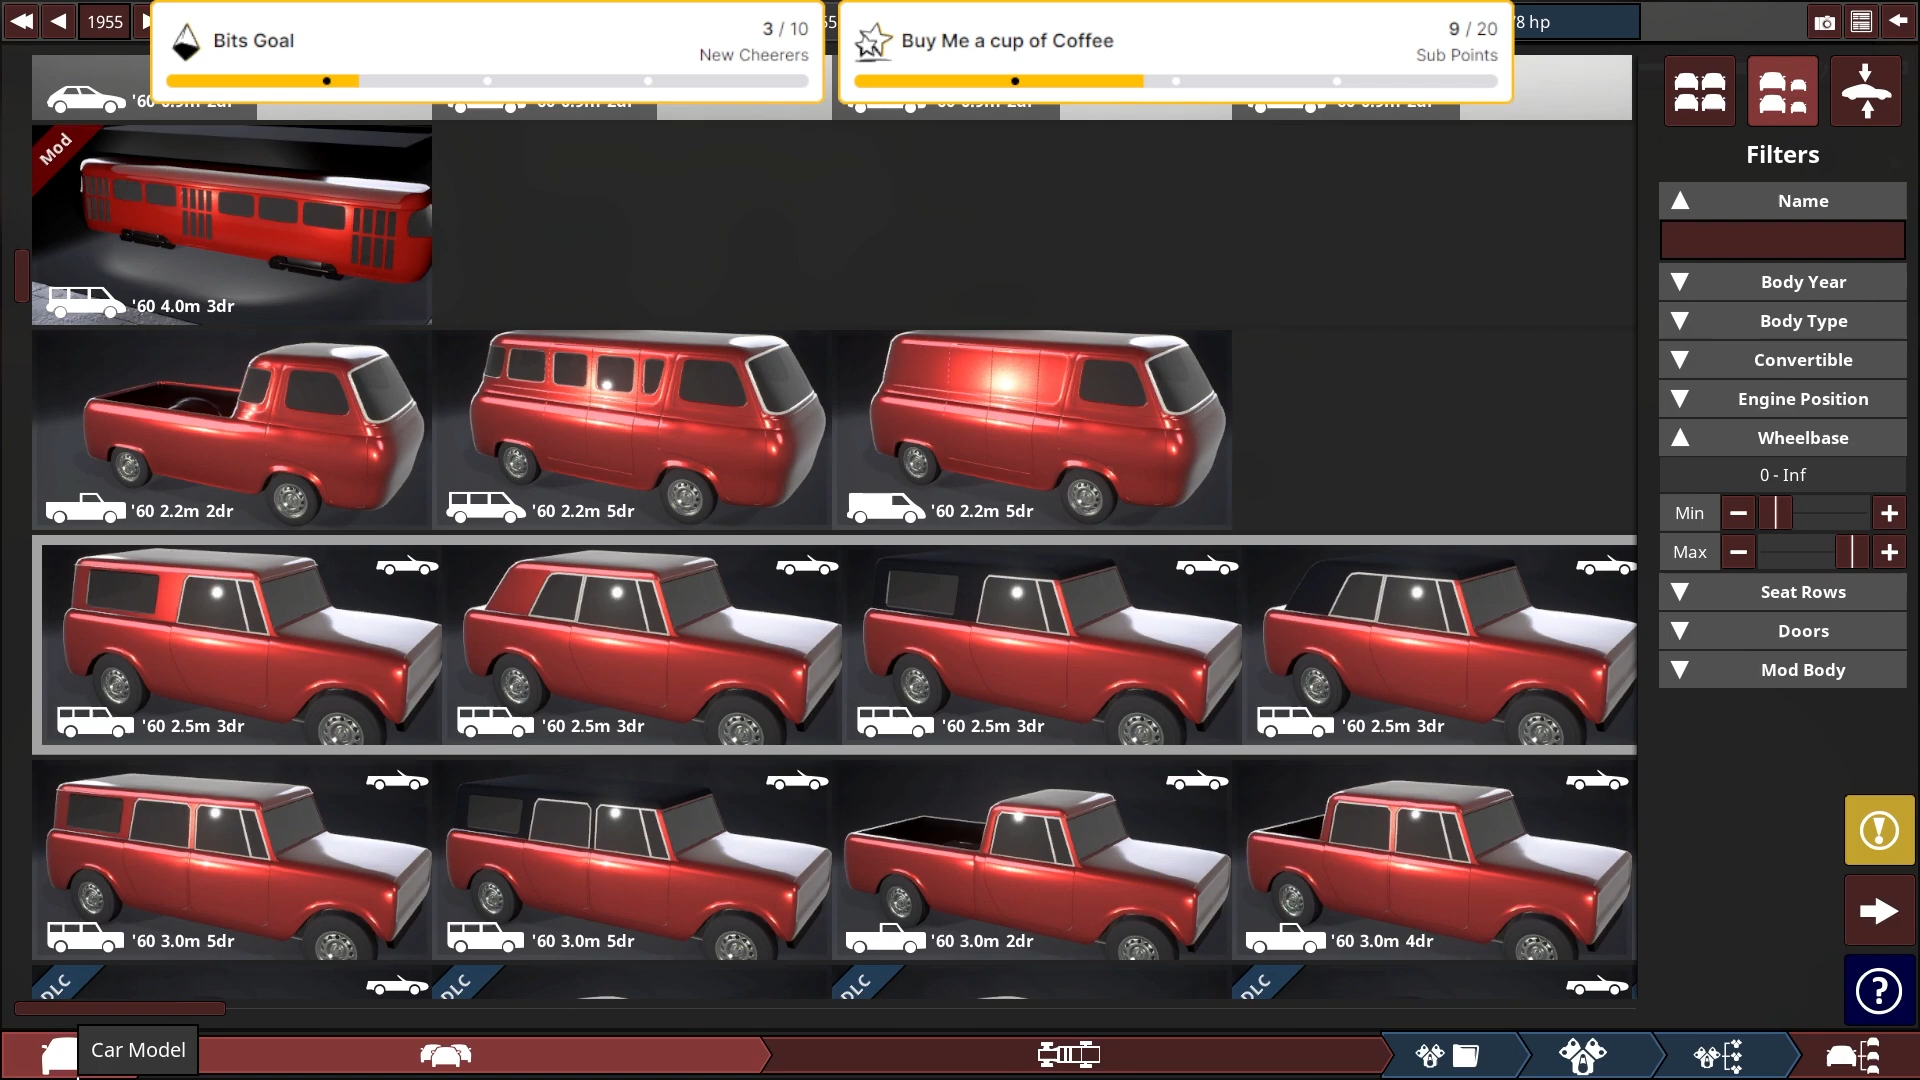 1955
Bits Goal
3 / 10
New Cheerers
Buy Me a cup of Coffee
9 / 20
Sub Points
hp
Mod
'60 4.0m 3dr
'60 2.2m 2dr
'60 2.2m 5dr
'60 2.2m 5dr
'60 2.5m 3dr
'60 2.5m 3dr
'60 2.5m 3dr
'60 2.5m 3dr
'60 3.0m 5dr
'60 3.0m 5dr
'60 3.0m 2dr
'60 3.0m 4dr
DLC
DLC
DLC
DLC
Filters
Name
Body Year
Body Type
Convertible
Engine Position
Wheelbase
0 - Inf
Min
Max
Seat Rows
Doors
Mod Body
Car Model